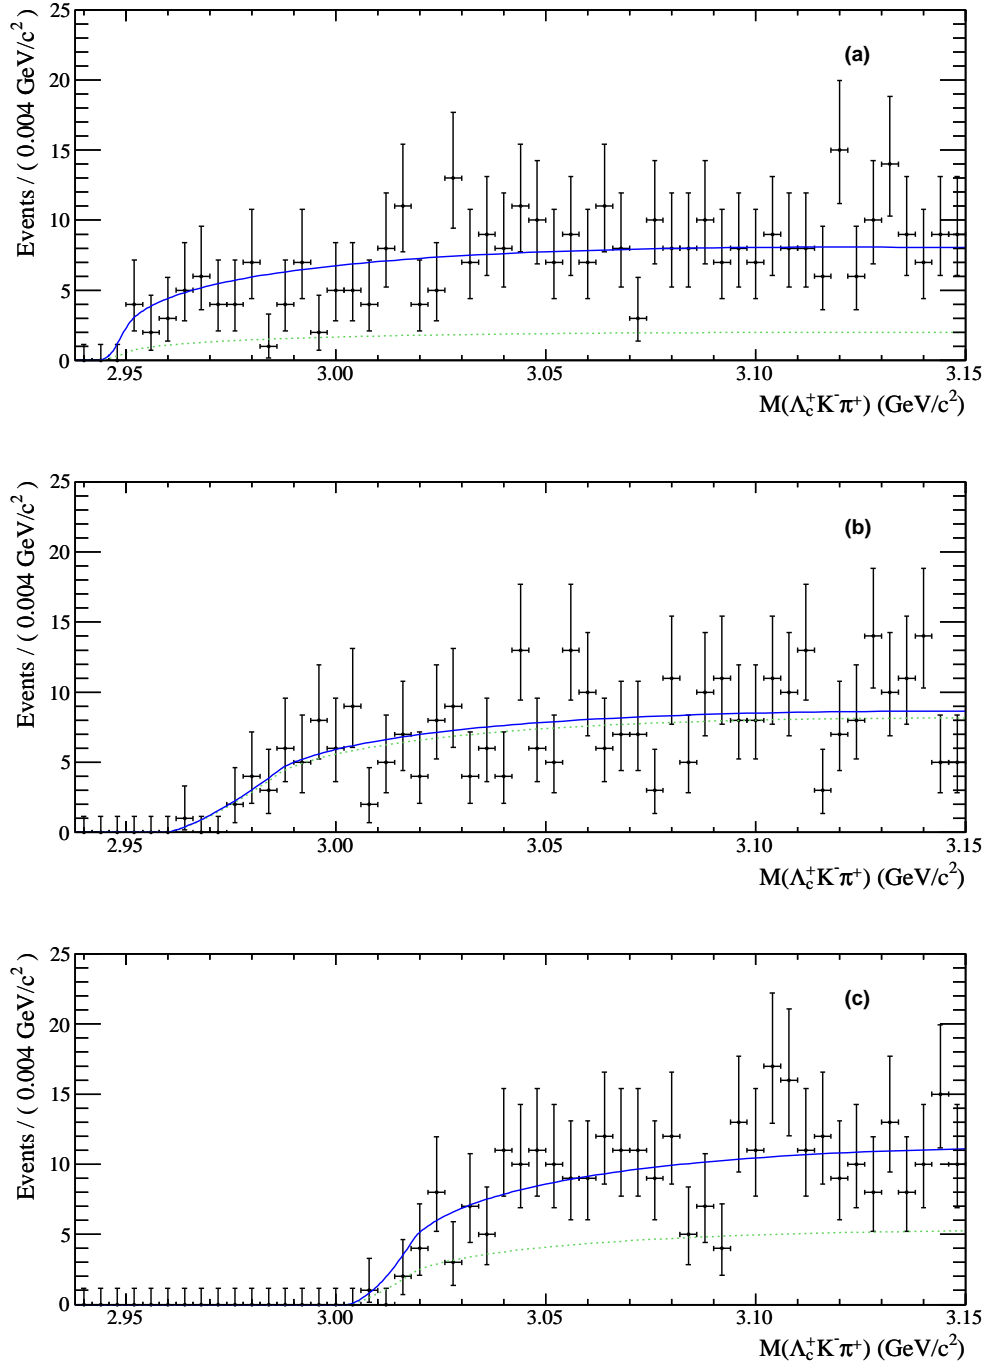 Events / ( 0.004 GeV/c² )
25
20
15
10
5
0
(a)
2.95 3.00 3.05 3.10 3.15
M(Λc⁺K⁻π⁺) (GeV/c²)
Events / ( 0.004 GeV/c² )
25
20
15
10
5
0
(b)
2.95 3.00 3.05 3.10 3.15
M(Λc⁺K⁻π⁺) (GeV/c²)
Events / ( 0.004 GeV/c² )
25
20
15
10
5
0
(c)
2.95 3.00 3.05 3.10 3.15
M(Λc⁺K⁻π⁺) (GeV/c²)